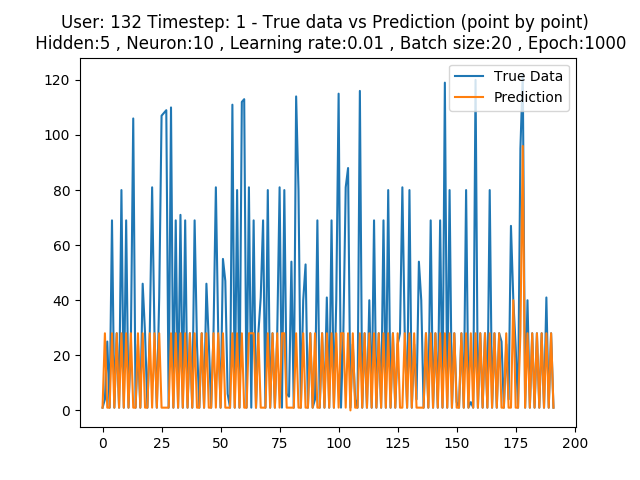 User: 132 Timestep: 1 - True data vs Prediction (point by point)
Hidden:5 , Neuron:10 , Learning rate:0.01 , Batch size:20 , Epoch:1000
True Data
Prediction
120
100
80
60
40
20
0
0 25 50 75 100 125 150 175 200